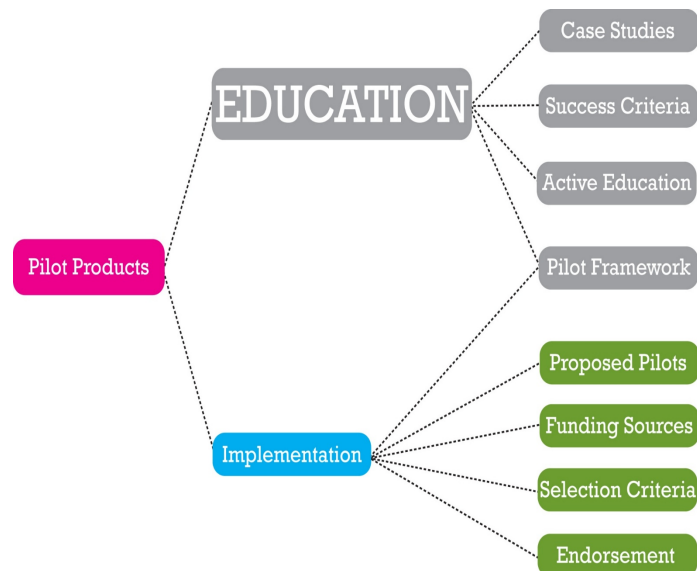 Case Studies
EDUCATION
Success Criteria
Active Education
Pilot Products
Pilot Framework
Proposed Pilots
Funding Sources
Implementation
Selection Criteria
Endorsement